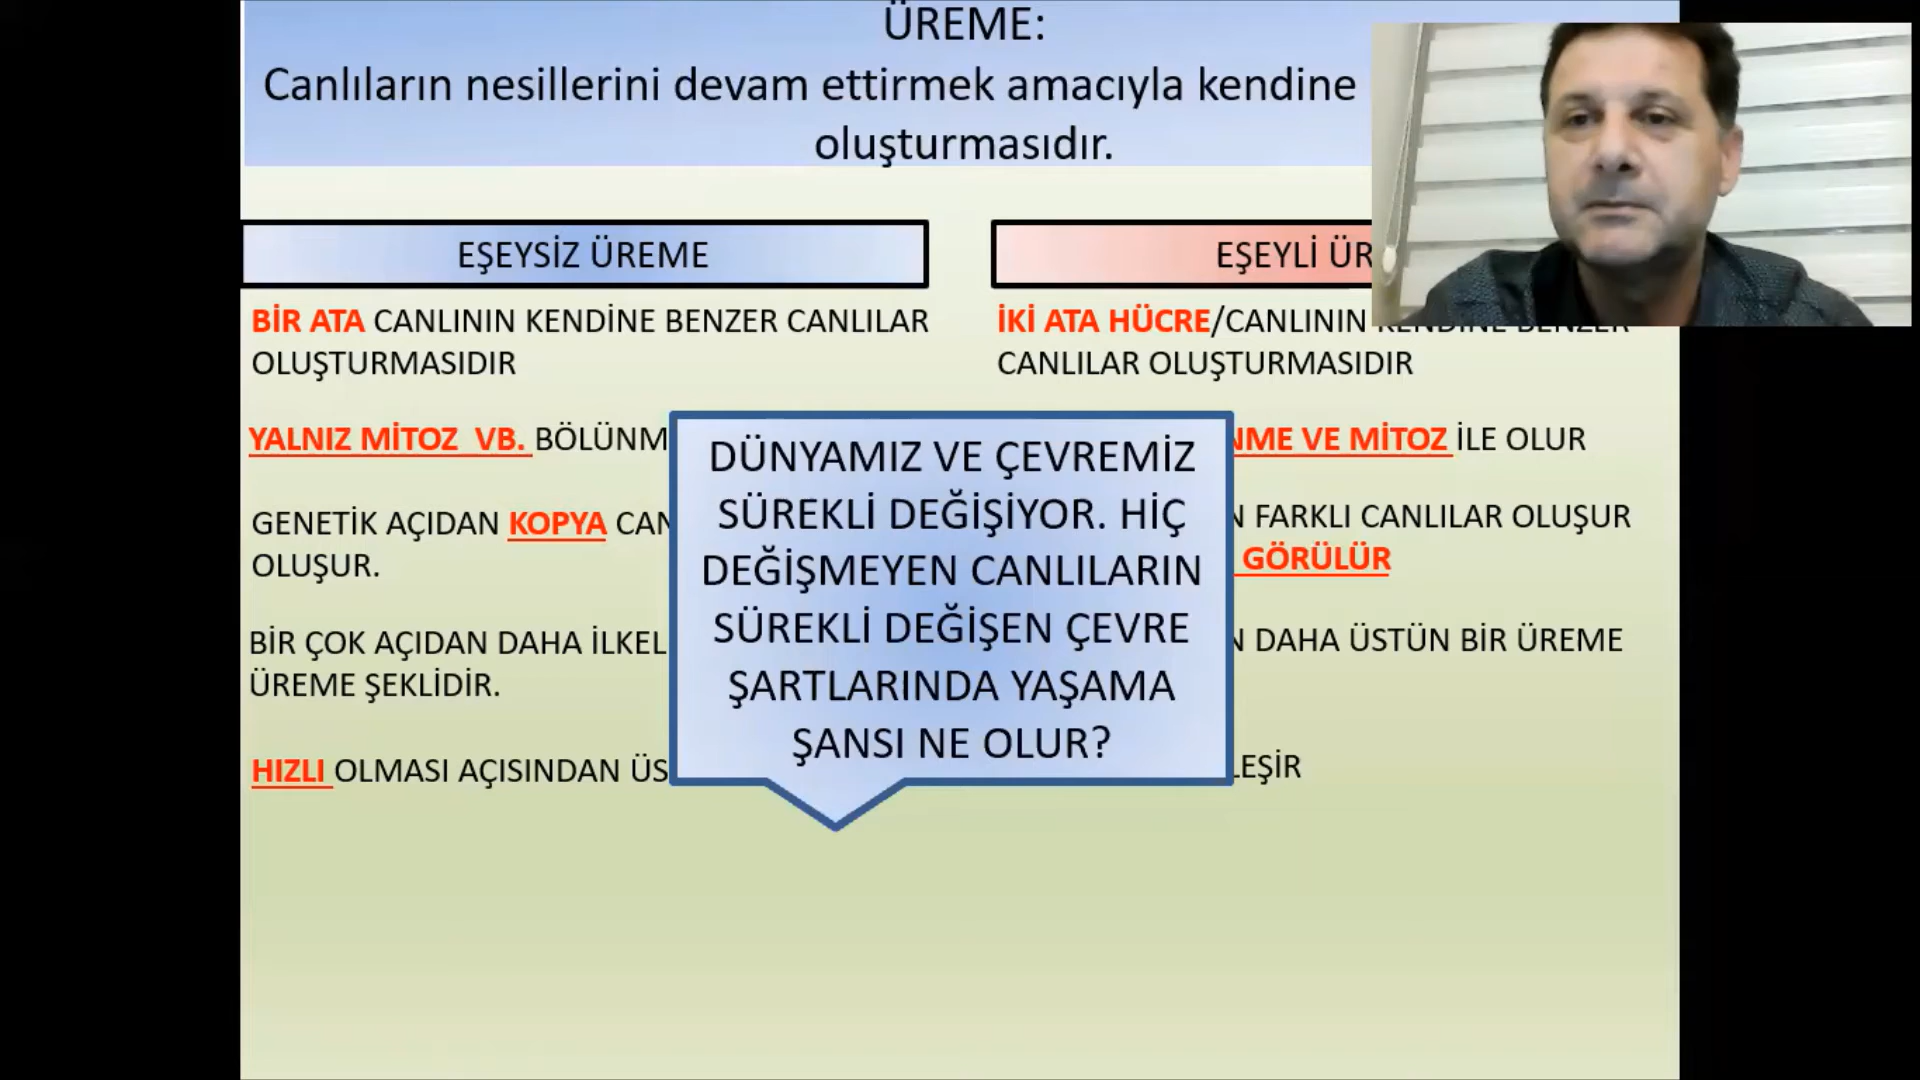 ÜREME:
Canlıların nesillerini devam ettirmek amacıyla kendine
oluşturmasıdır.
EŞEYSİZ ÜREME
BİR ATA CANLININ KENDİNE BENZER CANLILAR
OLUŞTURMASIDIR
YALNIZ MİTOZ VB. BÖLÜNM
GENETİK AÇIDAN KOPYA CAN
OLUŞUR.
BİR ÇOK AÇIDAN DAHA İLKEL
ÜREME ŞEKLİDİR.
HIZLI OLMASI AÇISINDAN ÜS
DÜNYAMIZ VE ÇEVREMİZ
SÜREKLİ DEĞİŞİYOR. HİÇ
DEĞİŞMEYEN CANLILARIN
SÜREKLİ DEĞİŞEN ÇEVRE
ŞARTLARINDA YAŞAMA
ŞANSI NE OLUR?
EŞEYLİ ÜR
İKİ ATA HÜCRE/CANLININ KENDİNE BENZER
CANLILAR OLUŞTURMASIDIR
NME VE MİTOZ İLE OLUR
N FARKLI CANLILAR OLUŞUR
GÖRÜLÜR
N DAHA ÜSTÜN BİR ÜREME
LEŞİR